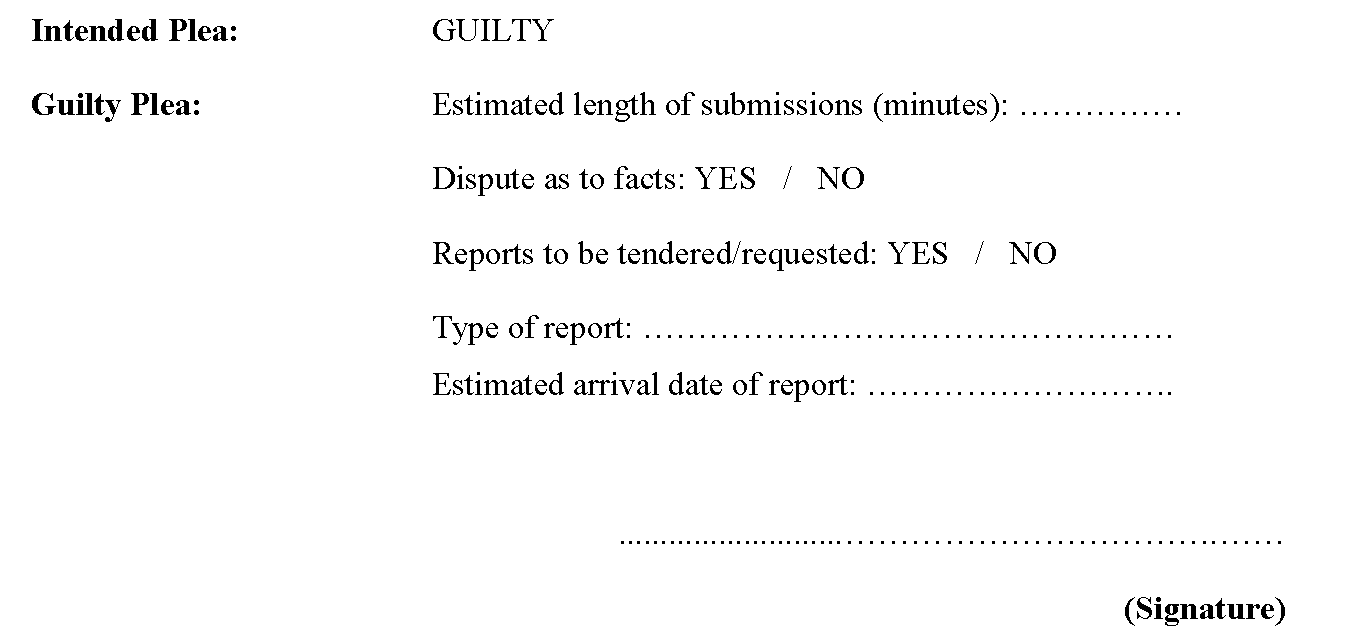 Intended Plea: GUILTY
Guilty Plea: Estimated length of submissions (minutes): ……………
Dispute as to facts: YES / NO
Reports to be tendered/requested: YES / NO
Type of report: …………………………………………
Estimated arrival date of report: ……………………….
...........................……………………………….……
(Signature)